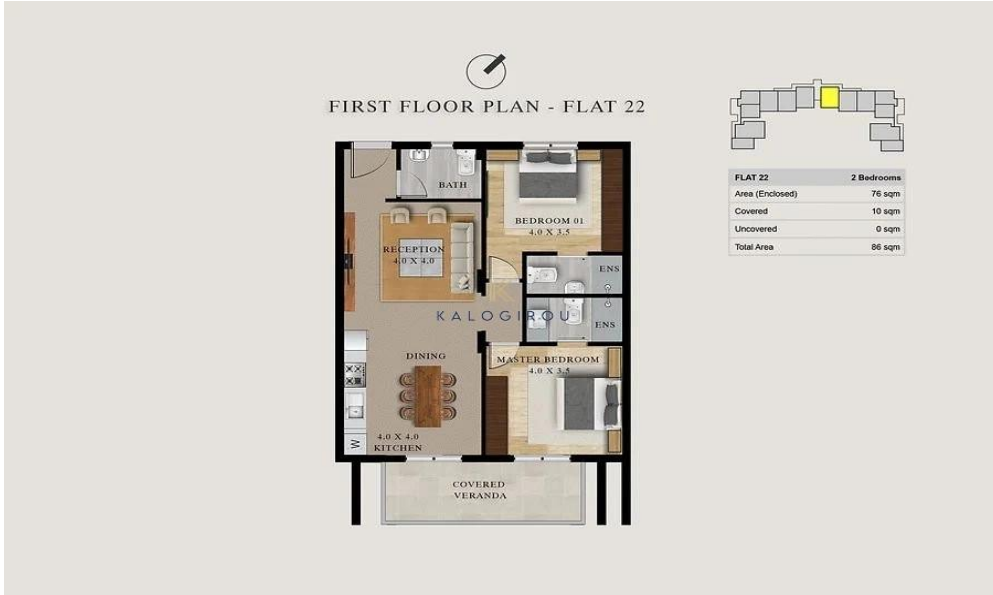 FIRST FLOOR PLAN - FLAT 22
BATH
BEDROOM 01
4.0 X 3.5
RECEPTION
4.0 X 4.0
ENS
KALOGIROU
ENS
DINING
MASTER BEDROOM
4.0 X 3.5
4.0 X 4.0
KITCHEN
W
COVERED
VERANDA
FLAT 22 2 Bedrooms
Area (Enclosed) 76 sqm
Covered 10 sqm
Uncovered 0 sqm
Total Area 86 sqm